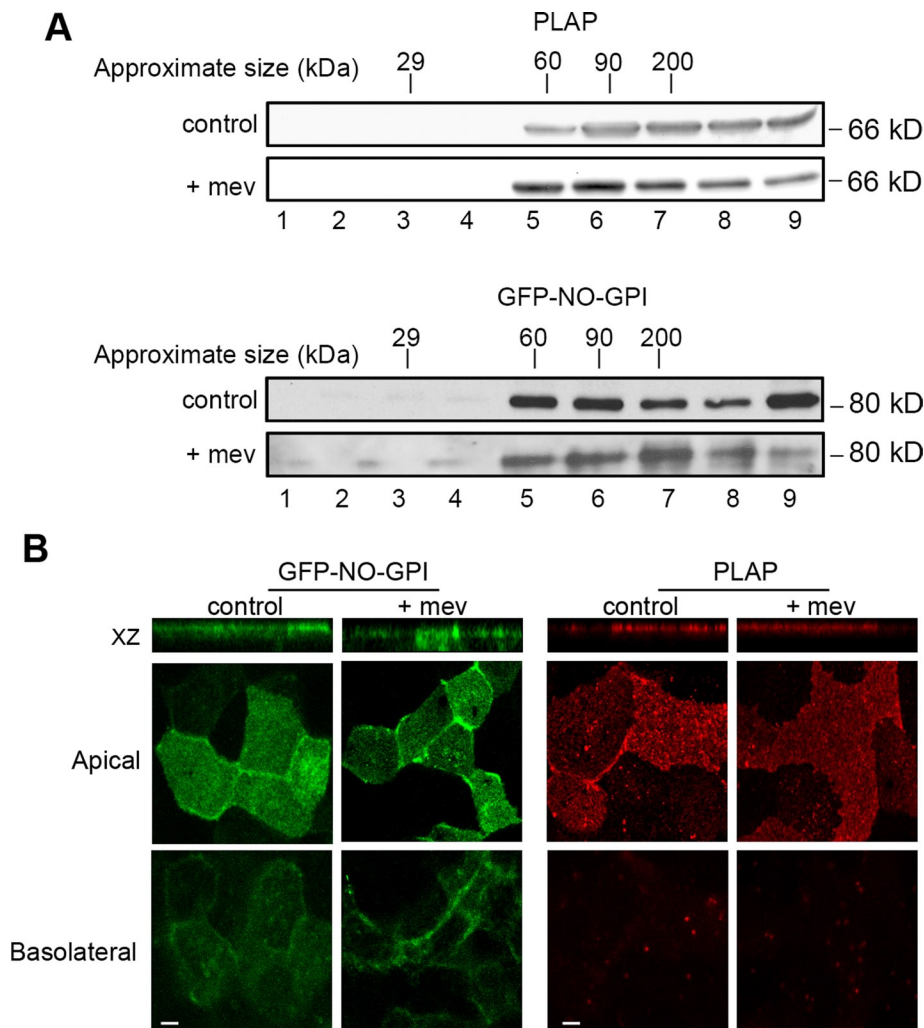 A
PLAP
Approximate size (kDa) 29 60 90 200
control 66 kD
+ mev 66 kD
1 2 3 4 5 6 7 8 9
GFP-NO-GPI
Approximate size (kDa) 29 60 90 200
control 80 kD
+ mev 80 kD
1 2 3 4 5 6 7 8 9
B
GFP-NO-GPI PLAP
control + mev control + mev
XZ
Apical
Basolateral